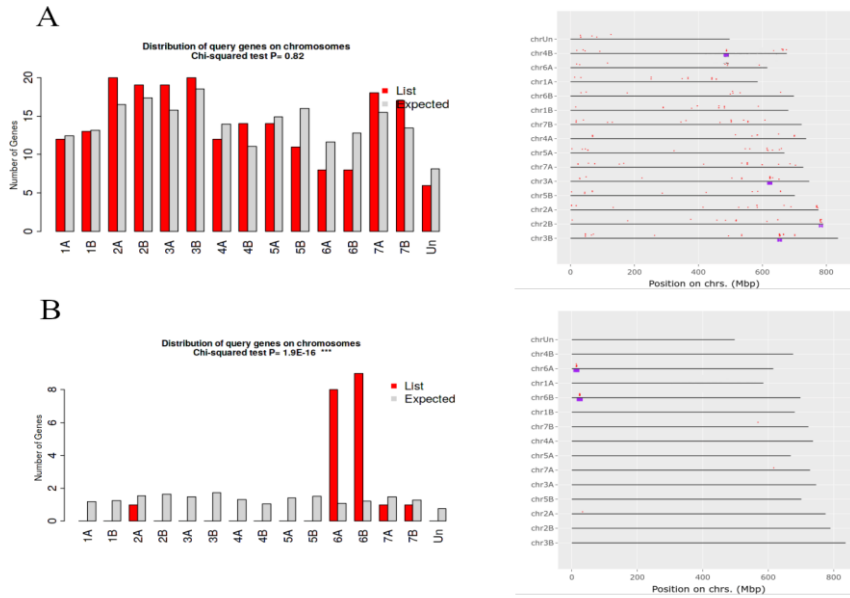 A
Distribution of query genes on chromosomes
Chi-squared test P= 0.82
Number of Genes
20
15
10
5
0
List
Expected
1A 1B 2A 2B 3A 3B 4A 4B 5A 5B 6A 6B 7A 7B Un
chrUn
chr4B
chr6A
chr1A
chr6B
chr1B
chr7B
chr4A
chr5A
chr7A
chr3A
chr5B
chr2A
chr2B
chr3B
0 200 400 600 800
Position on chrs. (Mbp)
B
Distribution of query genes on chromosomes
Chi-squared test P= 1.9E-16 ***
Number of Genes
8
6
4
2
0
List
Expected
1A 1B 2A 2B 3A 3B 4A 4B 5A 5B 6A 6B 7A 7B Un
chrUn
chr4B
chr6A
chr1A
chr6B
chr1B
chr7B
chr4A
chr5A
chr7A
chr3A
chr5B
chr2A
chr2B
chr3B
0 200 400 600 800
Position on chrs. (Mbp)